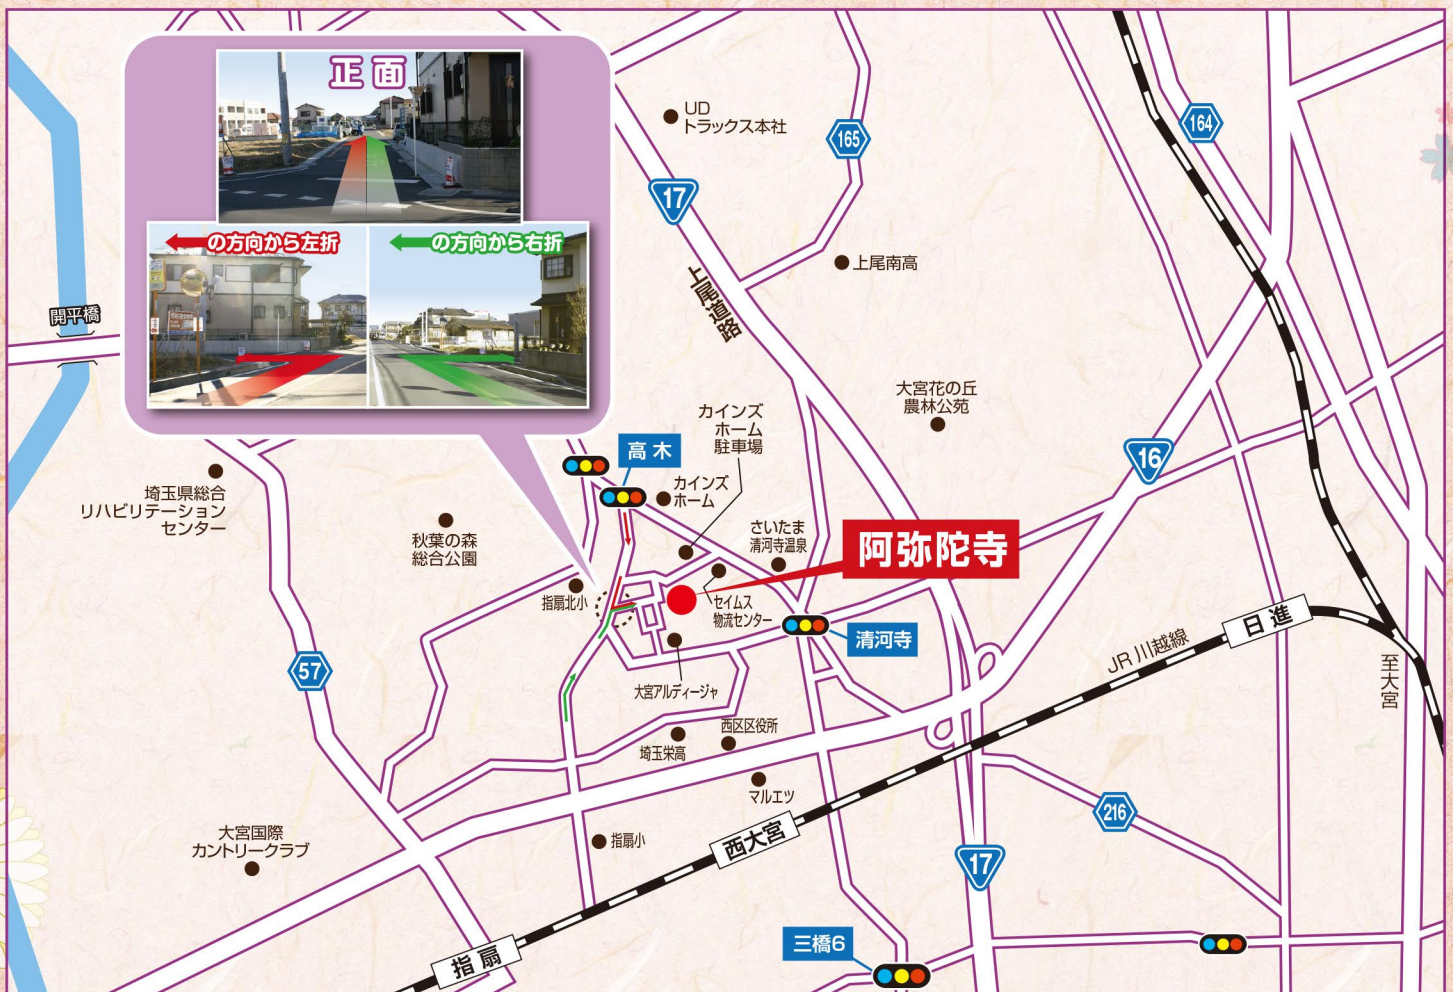 正面
の方向から左折
の方向から右折
開平橋
UD
トラックス本社
165
164
17
上尾南高
上尾道路
大宮花の丘
農林公苑
16
カインズ
ホーム
駐車場
高木
カインズ
ホーム
埼玉県総合
リハビリテーション
センター
秋葉の森
総合公園
さいたま
清河寺温泉
阿弥陀寺
指扇北小
セイムス
物流センター
清河寺
日進
JR川越線
至大宮
57
大宮アルディージャ
西区区役所
埼玉栄高
マルエツ
216
大宮国際
カントリークラブ
指扇小
西大宮
17
三橋6
指扇